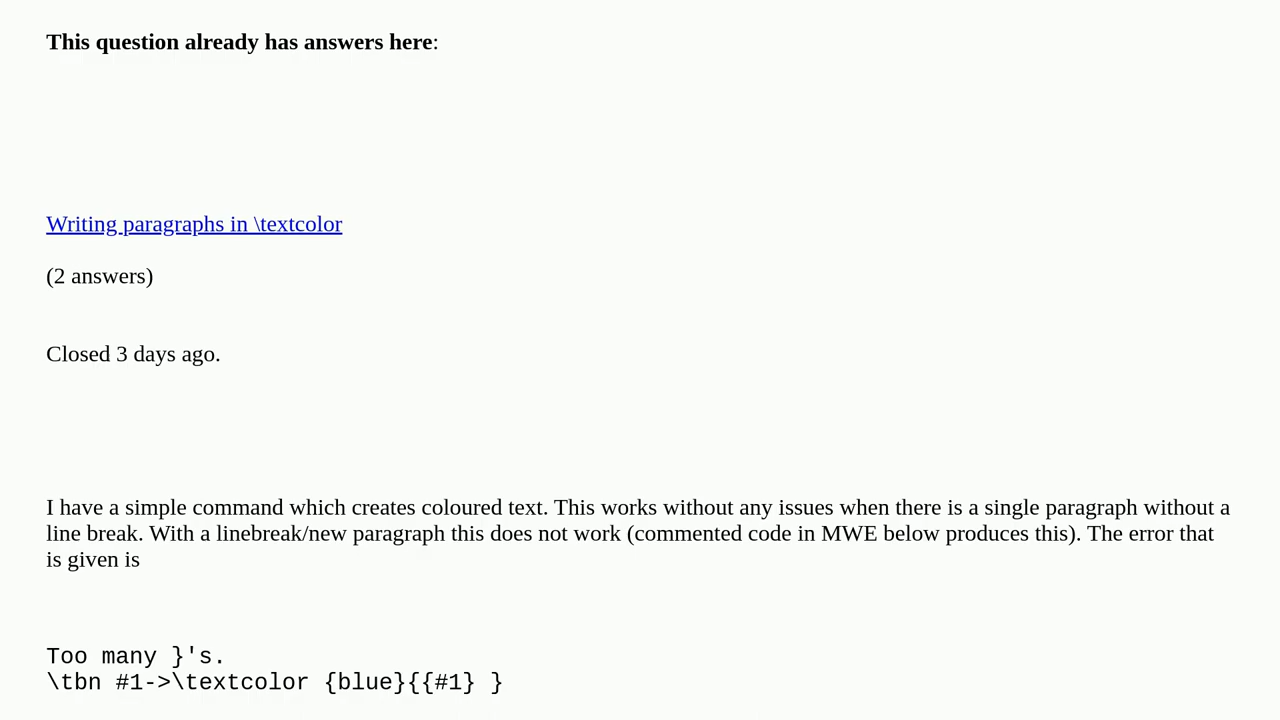 This question already has answers here:
Writing paragraphs in \textcolor
(2 answers)
Closed 3 days ago.
I have a simple command which creates coloured text. This works without any issues when there is a single paragraph without a
line break. With a linebreak/new paragraph this does not work (commented code in MWE below produces this). The error that
is given is
Too many }'s.
\tbn #1->\textcolor {blue}{{#1} }